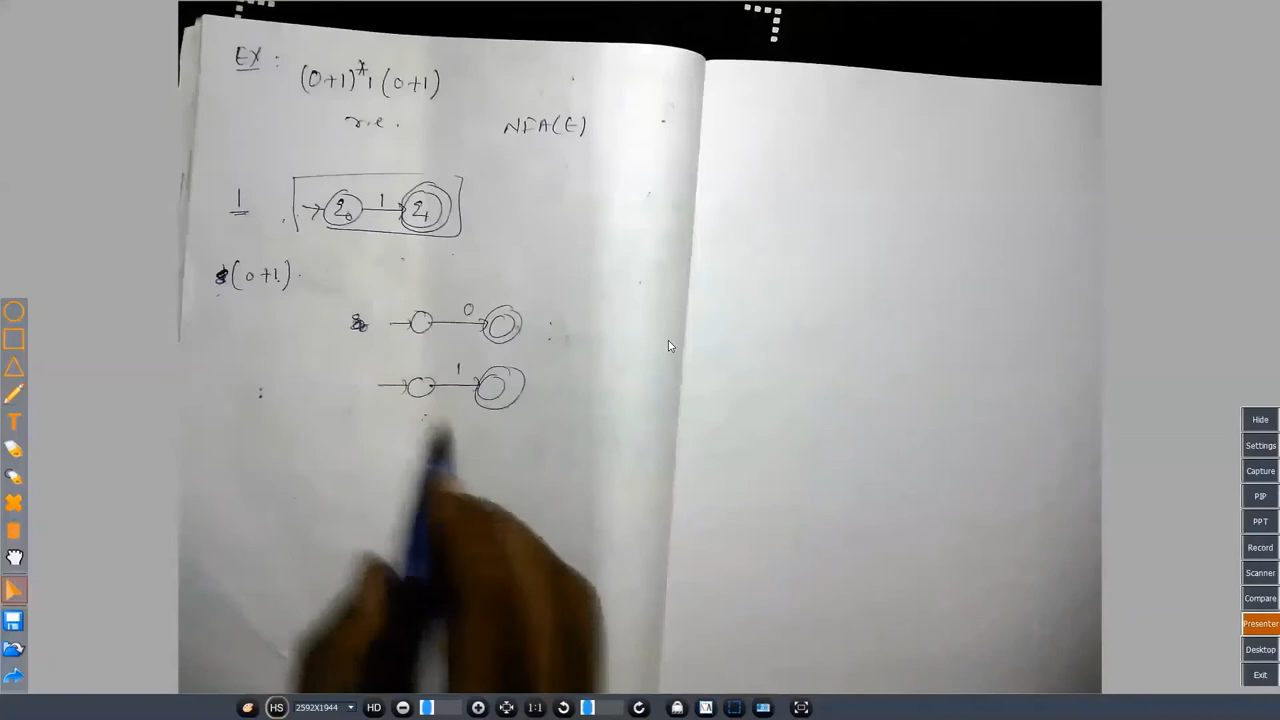 EX :
(0+1)*1(0+1)
r.e. NFA(ε)
1 q0 1 q1
(0+1).
0
1
Hide
Settings
Capture
PIP
PPT
Record
Scanner
Compare
Presenter
Desktop
Exit
T
HS 2592X1944 HD 1:1